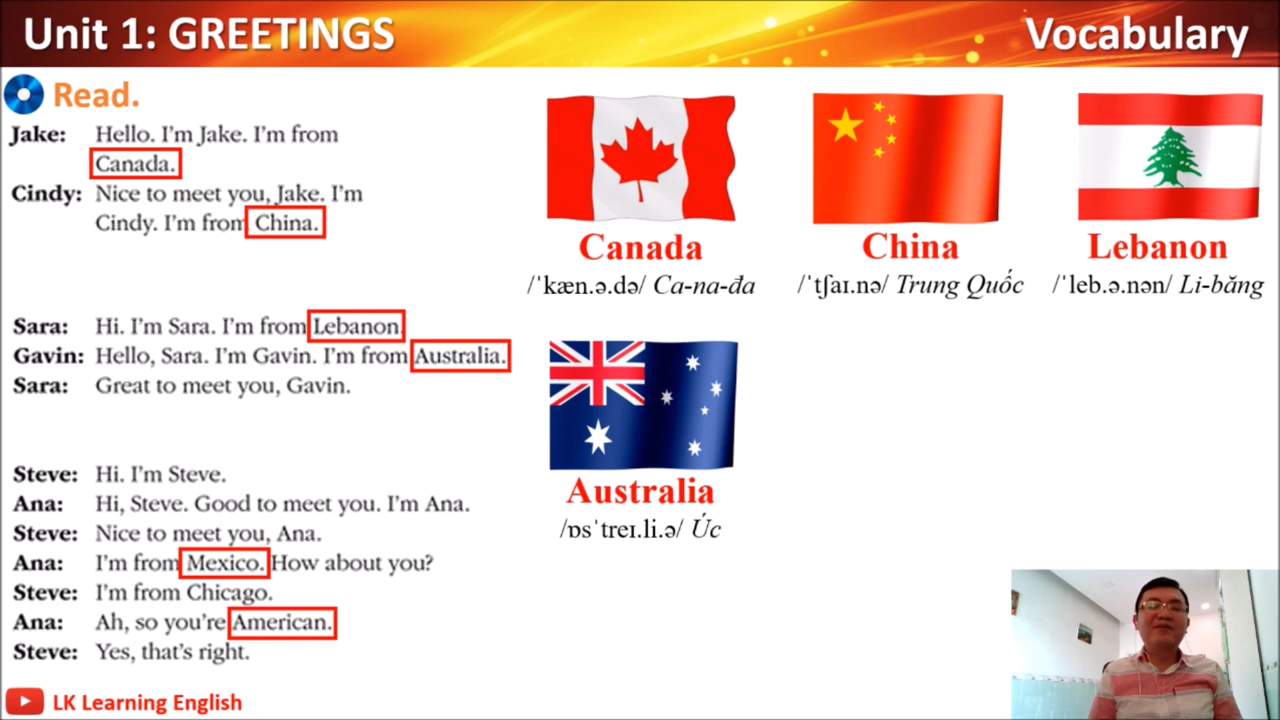 Unit 1: GREETINGS
Vocabulary
Read.
Jake: Hello. I'm Jake. I'm from
Canada.
Cindy: Nice to meet you, Jake. I'm
Cindy. I'm from China.
Sara: Hi. I'm Sara. I'm from Lebanon.
Gavin: Hello, Sara. I'm Gavin. I'm from Australia.
Sara: Great to meet you, Gavin.
Steve: Hi. I'm Steve.
Ana: Hi, Steve. Good to meet you. I'm Ana.
Steve: Nice to meet you, Ana.
Ana: I'm from Mexico. How about you?
Steve: I'm from Chicago.
Ana: Ah, so you're American.
Steve: Yes, that's right.
Canada
/ˈkæn.ə.də/ Ca-na-đa
China
/ˈtʃaɪ.nə/ Trung Quốc
Lebanon
/ˈleb.ə.nən/ Li-băng
Australia
/ɒsˈtreɪ.li.ə/ Úc
LK Learning English